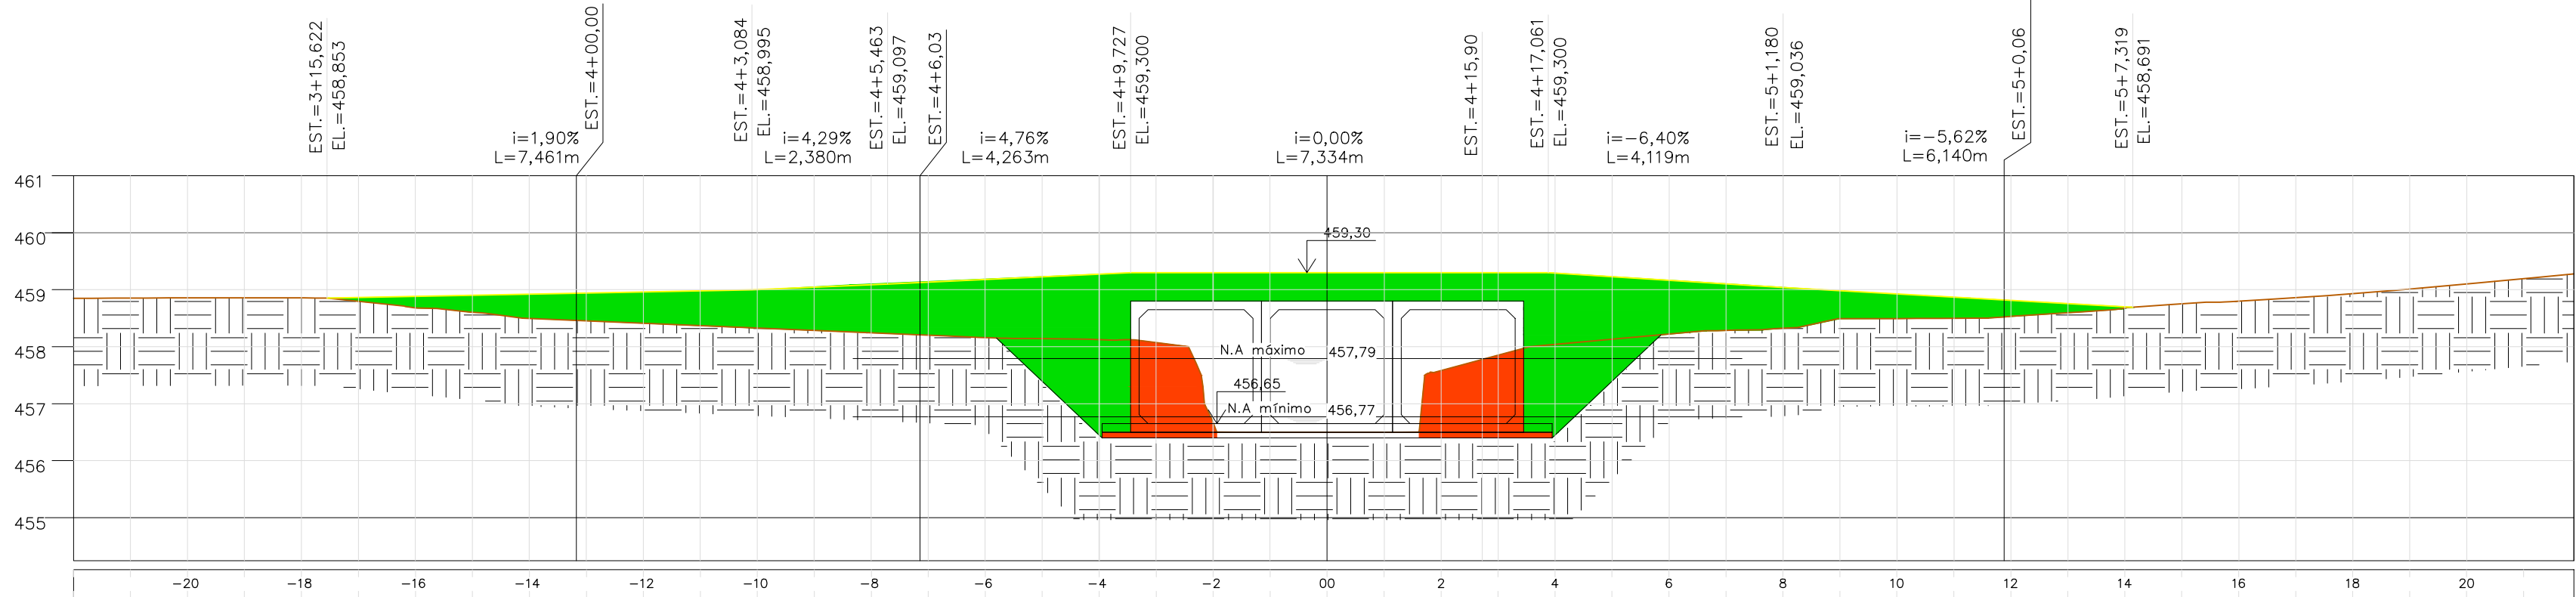 EST.=3+15,622
EL.=458,853
EST.=4+00,00
EST.=4+3,084
EL.=458,995
EST.=4+5,463
EL.=459,097
EST.=4+6,03
EST.=4+9,727
EL.=459,300
EST.=4+15,90
EST.=4+17,061
EL.=459,300
EST.=5+1,180
EL.=459,036
EST.=5+0,06
EST.=5+7,319
EL.=458,691
i=1,90%
L=7,461m
i=4,29%
L=2,380m
i=4,76%
L=4,263m
i=0,00%
L=7,334m
i=−6,40%
L=4,119m
i=−5,62%
L=6,140m
461
460
459
458
457
456
455
459,30
N.A máximo 457,79
456,65
N.A mínimo 456,77
−20 −18 −16 −14 −12 −10 −8 −6 −4 −2 00 2 4 6 8 10 12 14 16 18 20